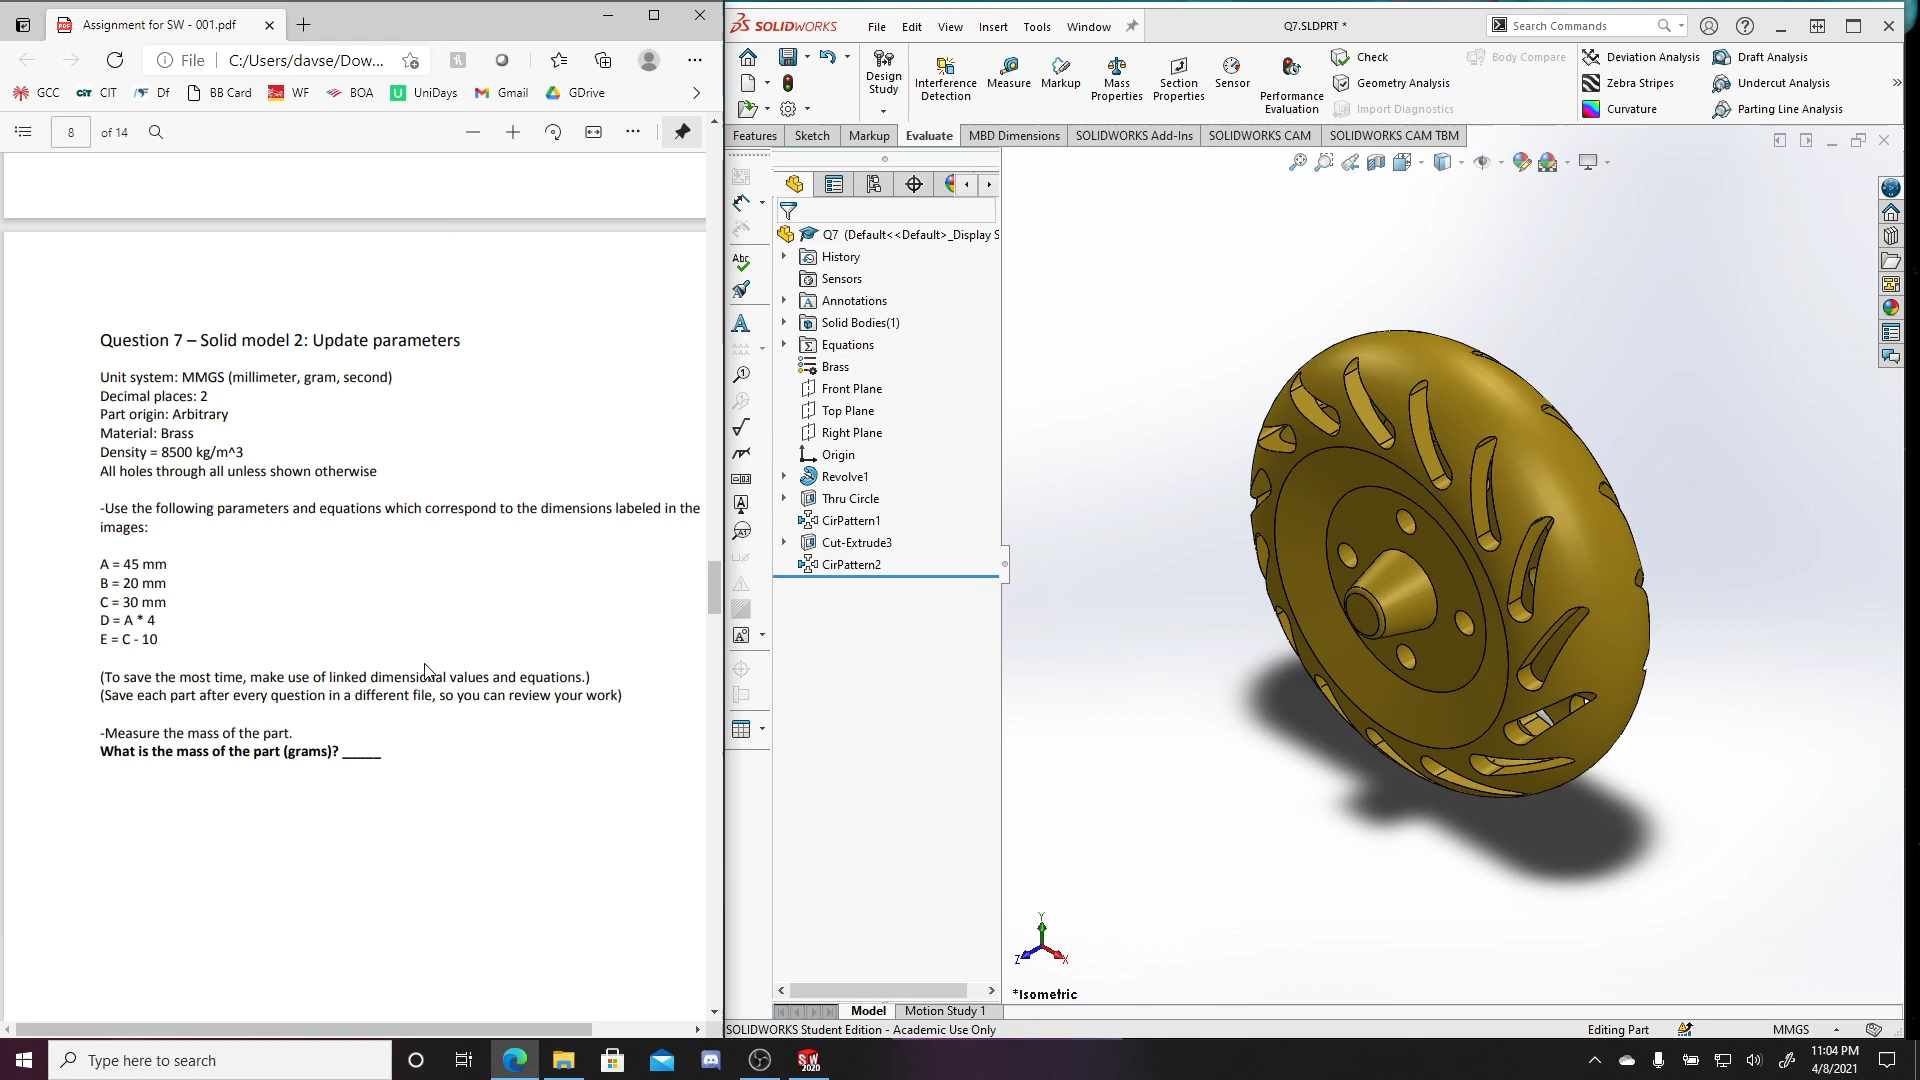 Assignment for SW - 001.pdf
File
C:/Users/davse/Dow...
GCC
CIT
Df
BB Card
WF
BOA
UniDays
Gmail
GDrive
8
of 14
Question 7 – Solid model 2: Update parameters
Unit system: MMGS (millimeter, gram, second)
Decimal places: 2
Part origin: Arbitrary
Material: Brass
Density = 8500 kg/m^3
All holes through all unless shown otherwise
-Use the following parameters and equations which correspond to the dimensions labeled in the
images:
A = 45 mm
B = 20 mm
C = 30 mm
D = A * 4
E = C - 10
(To save the most time, make use of linked dimensional values and equations.)
(Save each part after every question in a different file, so you can review your work)
-Measure the mass of the part.
What is the mass of the part (grams)? _____
SOLIDWORKS
File
Edit
View
Insert
Tools
Window
Q7.SLDPRT *
Search Commands
Design
Study
Interference
Detection
Measure
Markup
Mass
Properties
Section
Properties
Sensor
Performance
Evaluation
Check
Geometry Analysis
Import Diagnostics
Body Compare
Deviation Analysis
Zebra Stripes
Curvature
Draft Analysis
Undercut Analysis
Parting Line Analysis
Features
Sketch
Markup
Evaluate
MBD Dimensions
SOLIDWORKS Add-Ins
SOLIDWORKS CAM
SOLIDWORKS CAM TBM
Q7 (Default<<Default>_Display S
History
Sensors
Annotations
Solid Bodies(1)
Equations
Brass
Front Plane
Top Plane
Right Plane
Origin
Revolve1
Thru Circle
CirPattern1
Cut-Extrude3
CirPattern2
Y
Z
X
*Isometric
Model
Motion Study 1
SOLIDWORKS Student Edition - Academic Use Only
Editing Part
MMGS
Type here to search
11:04 PM
4/8/2021